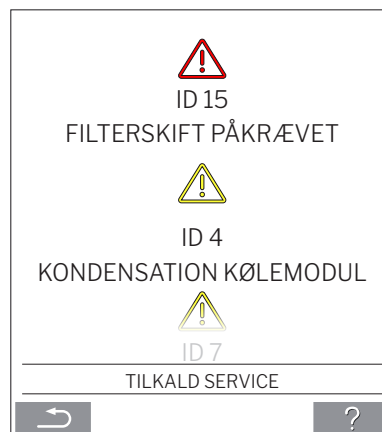 ID 15
FILTERSKIFT PÅKRÆVET
ID 4
KONDENSATION KØLEMODUL
ID 7
TILKALD SERVICE
?